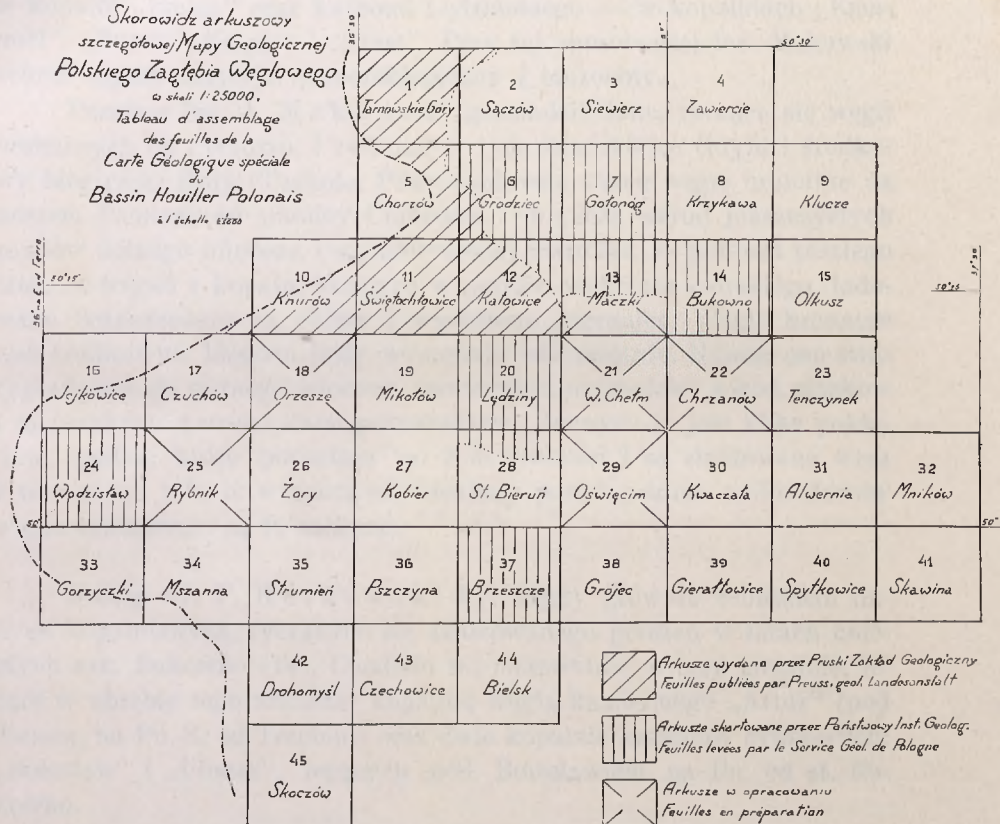 Skorowidz arkuszowy
szczegółowej Mapy Geologicznej
Polskiego Zagłębia Węglowego
w skali 1:25000.
Tableau d'assemblage
des feuilles de la
Carte Géologique spéciale
du
Bassin Houiller Polonais
à l'échelle
50°30'
1 2 3 4
Tarnowskie Góry Sączów Siewierz Zawiercie
5 6 7 8 9
Chorzów Grodziec Gołonóg Krzykawa Klucze
50°15'
10 11 12 13 14 15
Knurów Świętochłowice Katowice Maczki Bukowno Olkusz
16 17 18 19 20 21 22 23
Jejkowice Czuchów Orzesze Mikołów Lędziny W. Chełm Chrzanów Tenczynek
24 25 26 27 28 29 30 31 32
Wodzisław Rybnik Żory Kobier St. Bieruń Oświęcim Kwaczała Alwernia Mników
50° 50°
33 34 35 36 37 38 39 40 41
Gorzyczki Mszanna Strumień Pszczyna Brzeszcze Grójec Gierałtowice Spytkowice Skawina
42 43 44
Drohomyśl Czechowice Bielsk
45
Skoczów
Arkusze wydane przez Pruski Zakład Geologiczny
Feuilles publiées par Preuss. geol. Landesanstalt
Arkusze skartowane przez Państwowy Inst. Geolog.
Feuilles levées par le Service Géol. de Pologne
Arkusze w opracowaniu
Feuilles en préparation